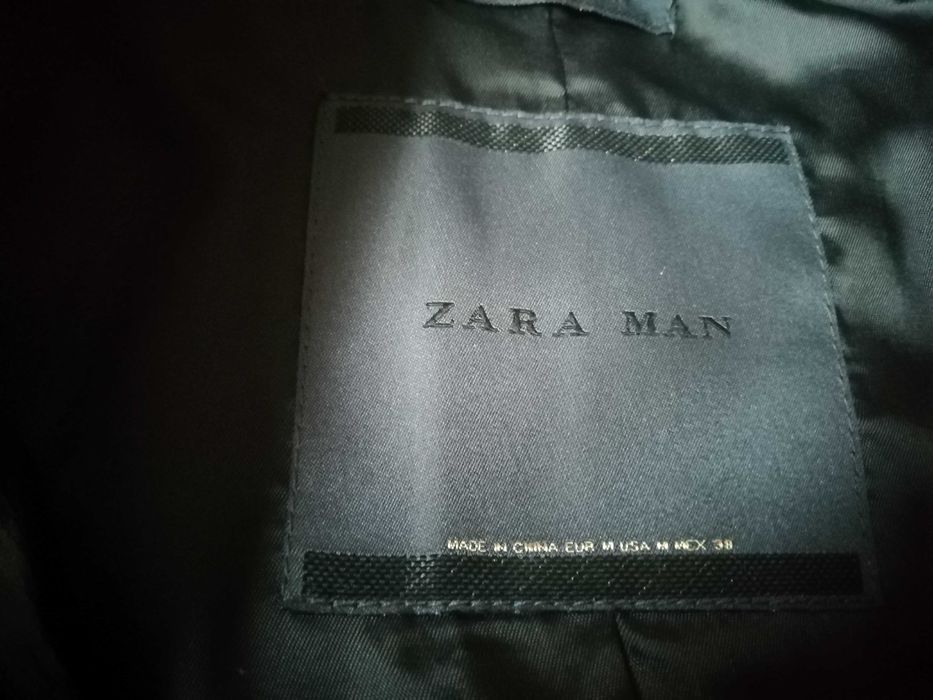 ZARA MAN
MADE IN CHINA EUR M USA M MEX 38